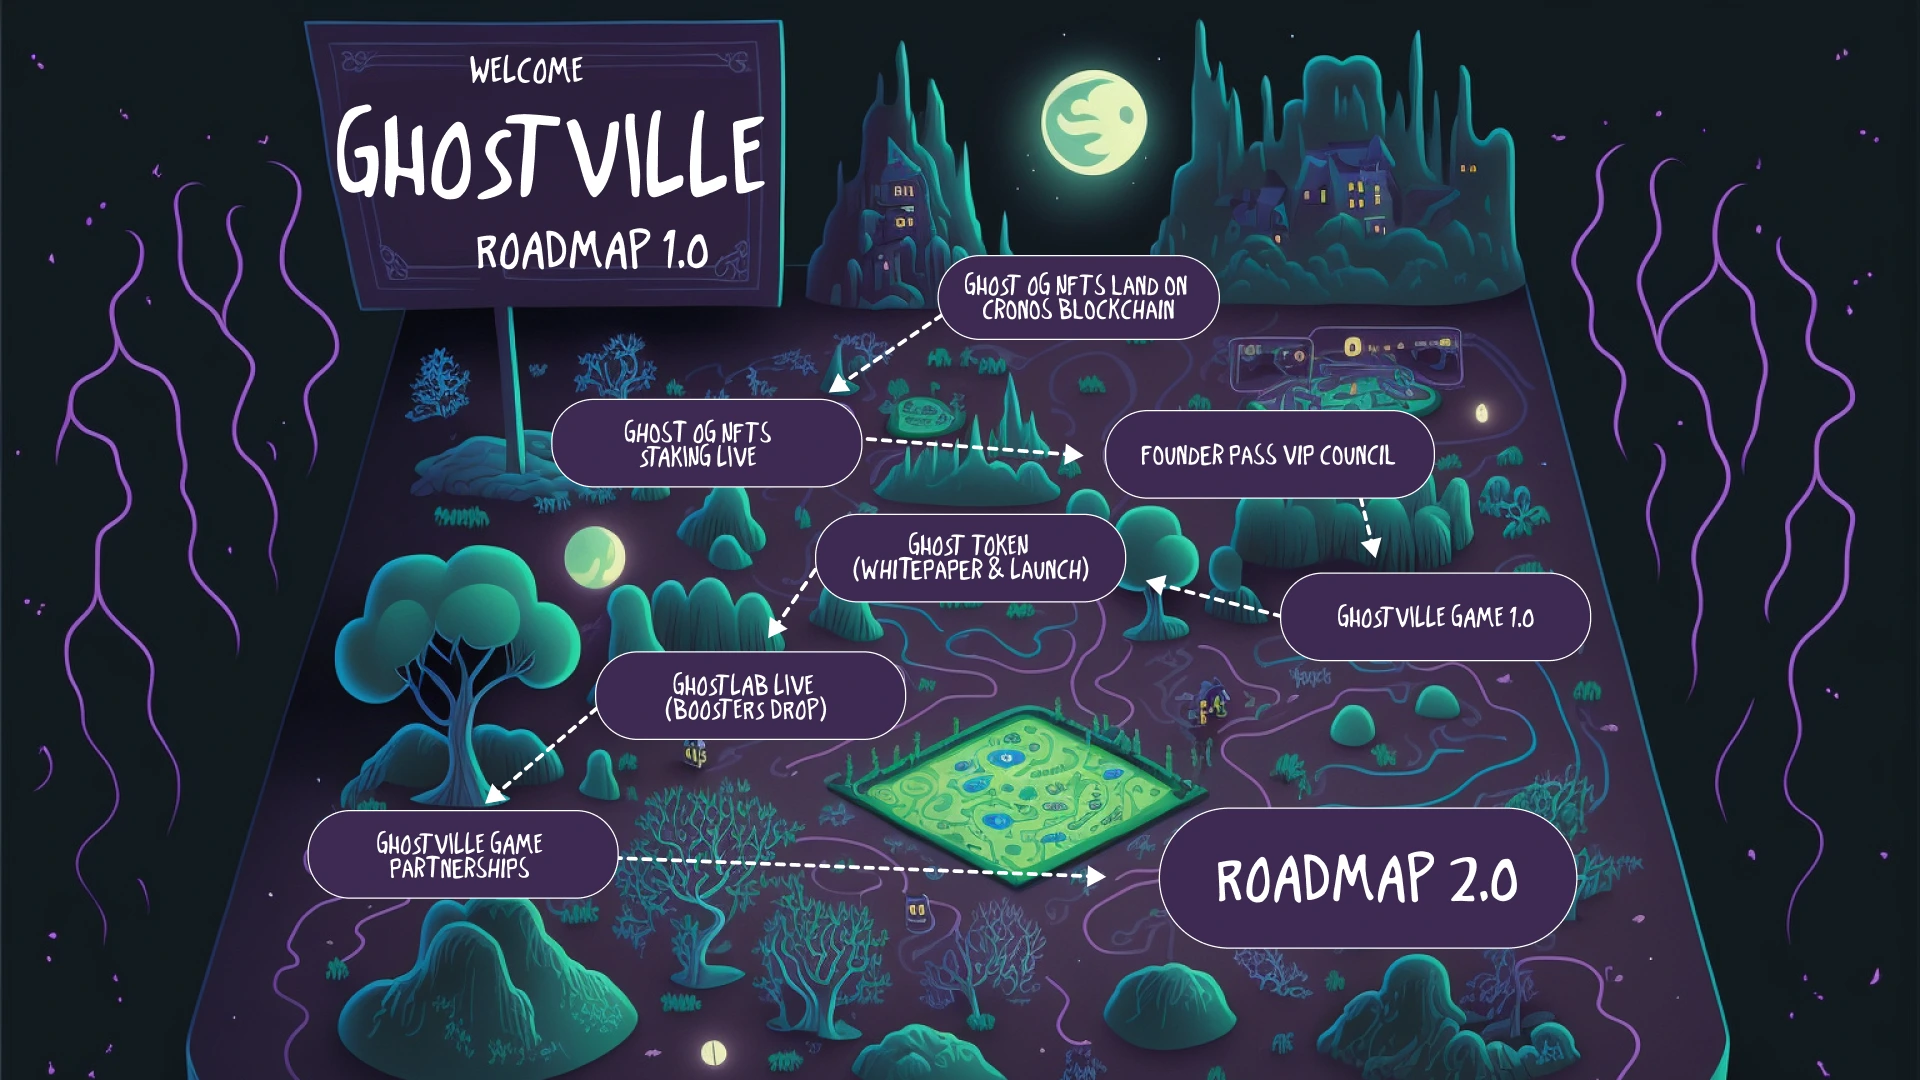 WELCOME
GHOSTVILLE
ROADMAP 1.0
GHOST OG NFTS LAND ON
CRONOS BLOCKCHAIN
GHOST OG NFTS
STAKING LIVE
FOUNDER PASS VIP COUNCIL
GHOSTVILLE GAME 1.0
GHOST TOKEN
(WHITEPAPER & LAUNCH)
GHOSTLAB LIVE
(BOOSTERS DROP)
GHOSTVILLE GAME
PARTNERSHIPS
ROADMAP 2.0